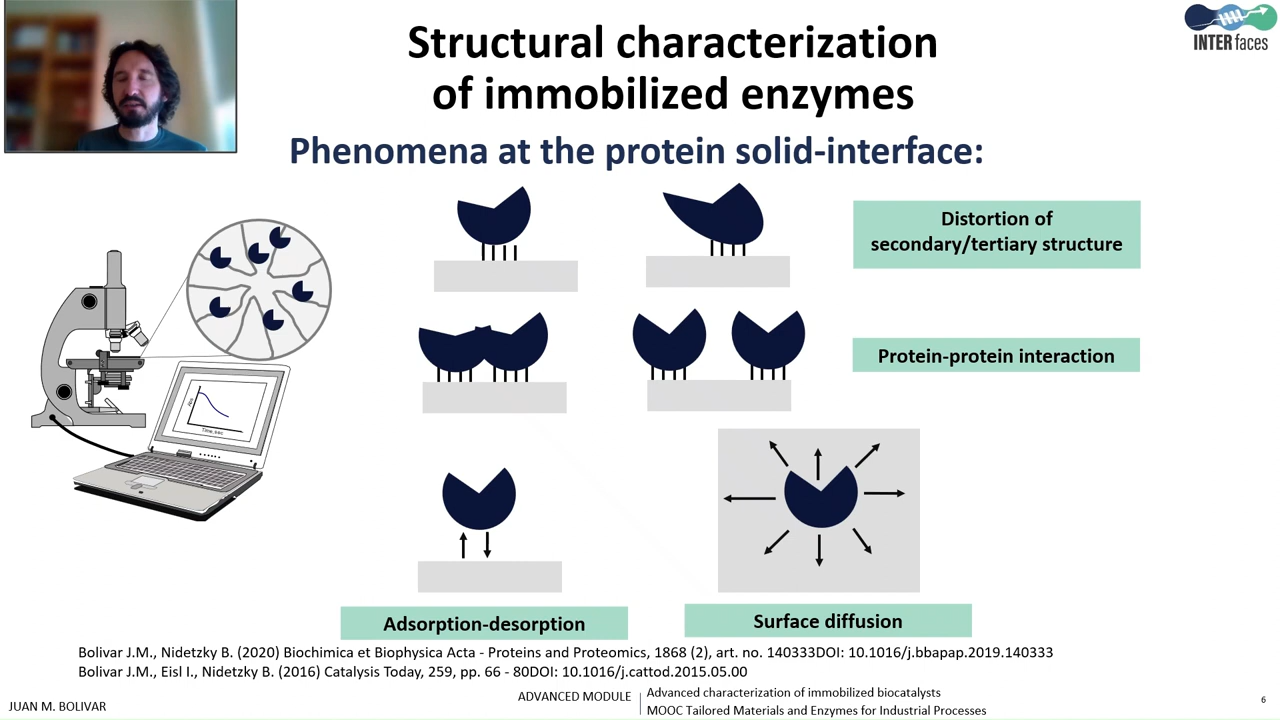 INTERfaces
Structural characterization
of immobilized enzymes
Phenomena at the protein solid-interface:
Distortion of
secondary/tertiary structure
Protein-protein interaction
Adsorption-desorption
Surface diffusion
Bolivar J.M., Nidetzky B. (2020) Biochimica et Biophysica Acta - Proteins and Proteomics, 1868 (2), art. no. 140333DOI: 10.1016/j.bbapap.2019.140333
Bolivar J.M., Eisl I., Nidetzky B. (2016) Catalysis Today, 259, pp. 66 - 80DOI: 10.1016/j.cattod.2015.05.00
JUAN M. BOLIVAR
ADVANCED MODULE
Advanced characterization of immobilized biocatalysts
MOOC Tailored Materials and Enzymes for Industrial Processes
6